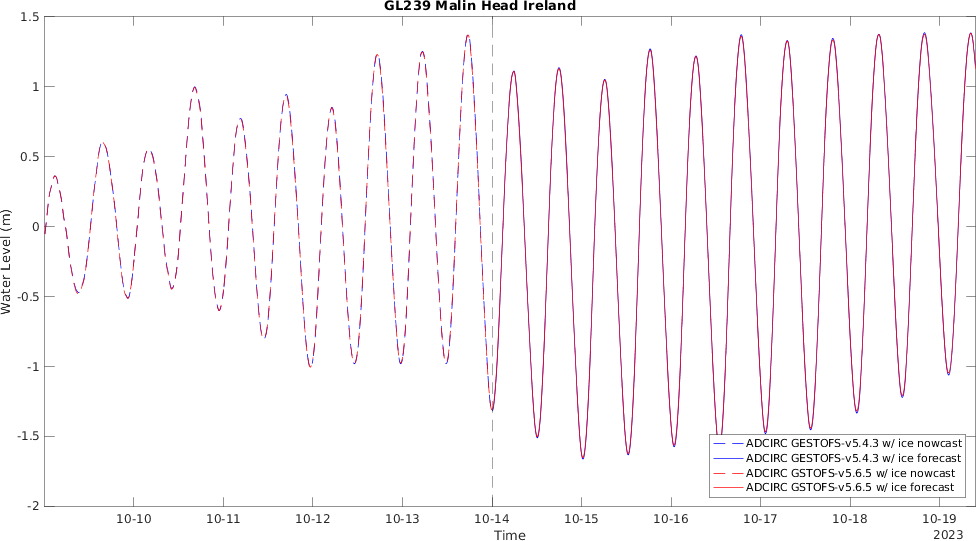 GL239 Malin Head Ireland
1.5
1
0.5
0
-0.5
-1
-1.5
-2
Water Level (m)
10-10 10-11 10-12 10-13 10-14 10-15 10-16 10-17 10-18 10-19
Time
2023
ADCIRC GESTOFS-v5.4.3 w/ ice nowcast
ADCIRC GESTOFS-v5.4.3 w/ ice forecast
ADCIRC GSTOFS-v5.6.5 w/ ice nowcast
ADCIRC GSTOFS-v5.6.5 w/ ice forecast